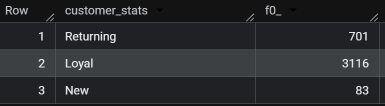 Row customer_stats f0_
1 Returning 701
2 Loyal 3116
3 New 83